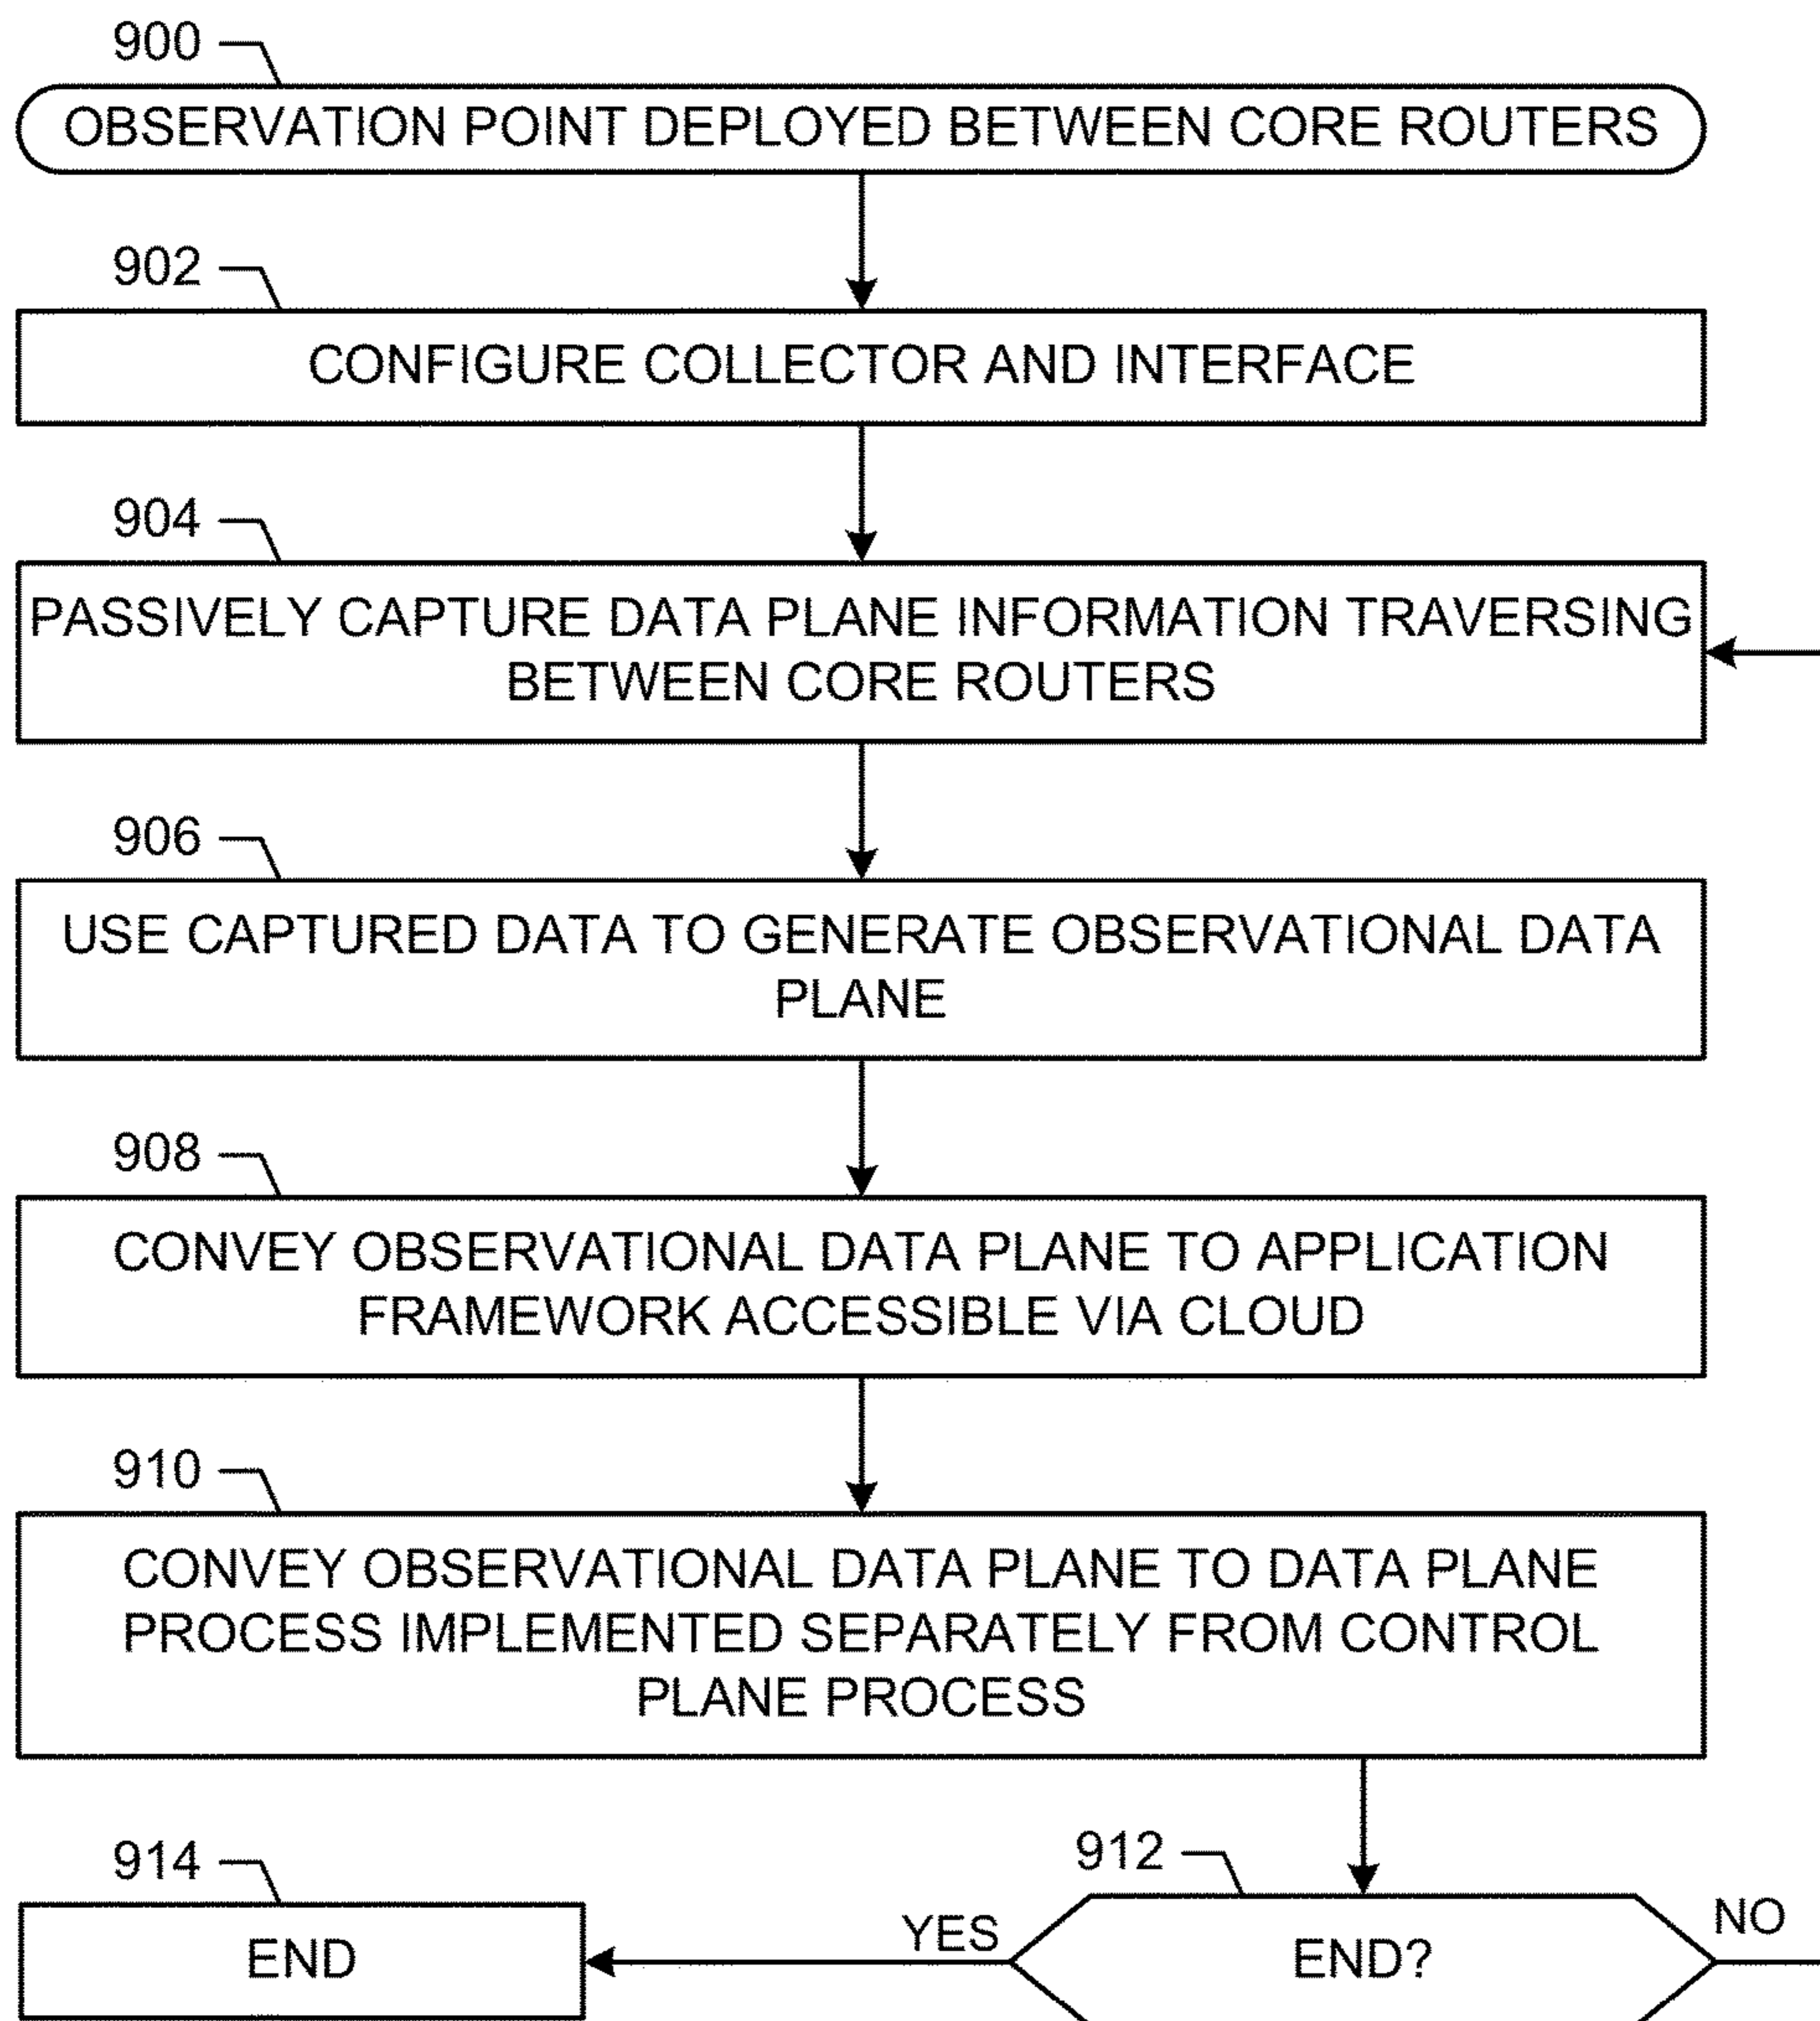 900
OBSERVATION POINT DEPLOYED BETWEEN CORE ROUTERS
902
CONFIGURE COLLECTOR AND INTERFACE
904
PASSIVELY CAPTURE DATA PLANE INFORMATION TRAVERSING
BETWEEN CORE ROUTERS
906
USE CAPTURED DATA TO GENERATE OBSERVATIONAL DATA
PLANE
908
CONVEY OBSERVATIONAL DATA PLANE TO APPLICATION
FRAMEWORK ACCESSIBLE VIA CLOUD
910
CONVEY OBSERVATIONAL DATA PLANE TO DATA PLANE
PROCESS IMPLEMENTED SEPARATELY FROM CONTROL
PLANE PROCESS
912
END?
NO
YES
914
END